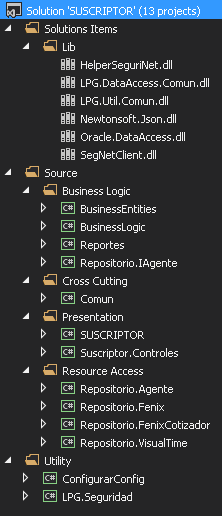 Solution 'SUSCRIPTOR' (13 projects)
Solutions Items
Lib
HelperSeguriNet.dll
LPG.DataAccess.Comun.dll
LPG.Util.Comun.dll
Newtonsoft.Json.dll
Oracle.DataAccess.dll
SegNetClient.dll
Source
Business Logic
C# BusinessEntities
C# BusinessLogic
C# Reportes
C# Repositorio.IAgente
Cross Cutting
C# Comun
Presentation
C# SUSCRIPTOR
C# Suscriptor.Controles
Resource Access
C# Repositorio.Agente
C# Repositorio.Fenix
C# Repositorio.FenixCotizador
C# Repositorio.VisualTime
Utility
C# ConfigurarConfig
C# LPG.Seguridad